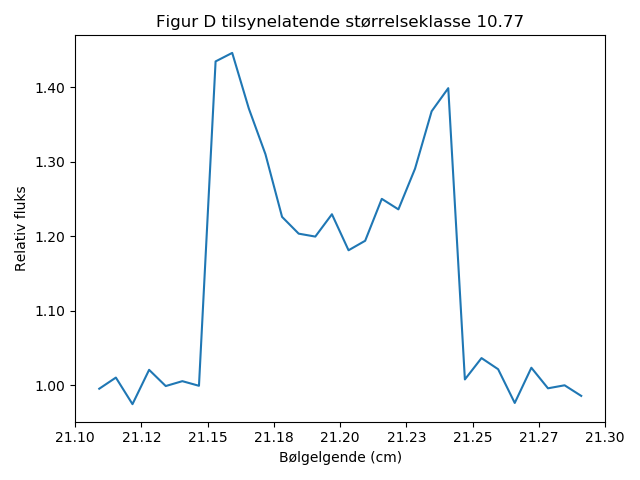 Figur D tilsynelatende størrelseklasse 10.77
Relativ fluks
1.40
1.30
1.20
1.10
1.00
21.10 21.12 21.15 21.18 21.20 21.23 21.25 21.27 21.30
Bølgelgende (cm)